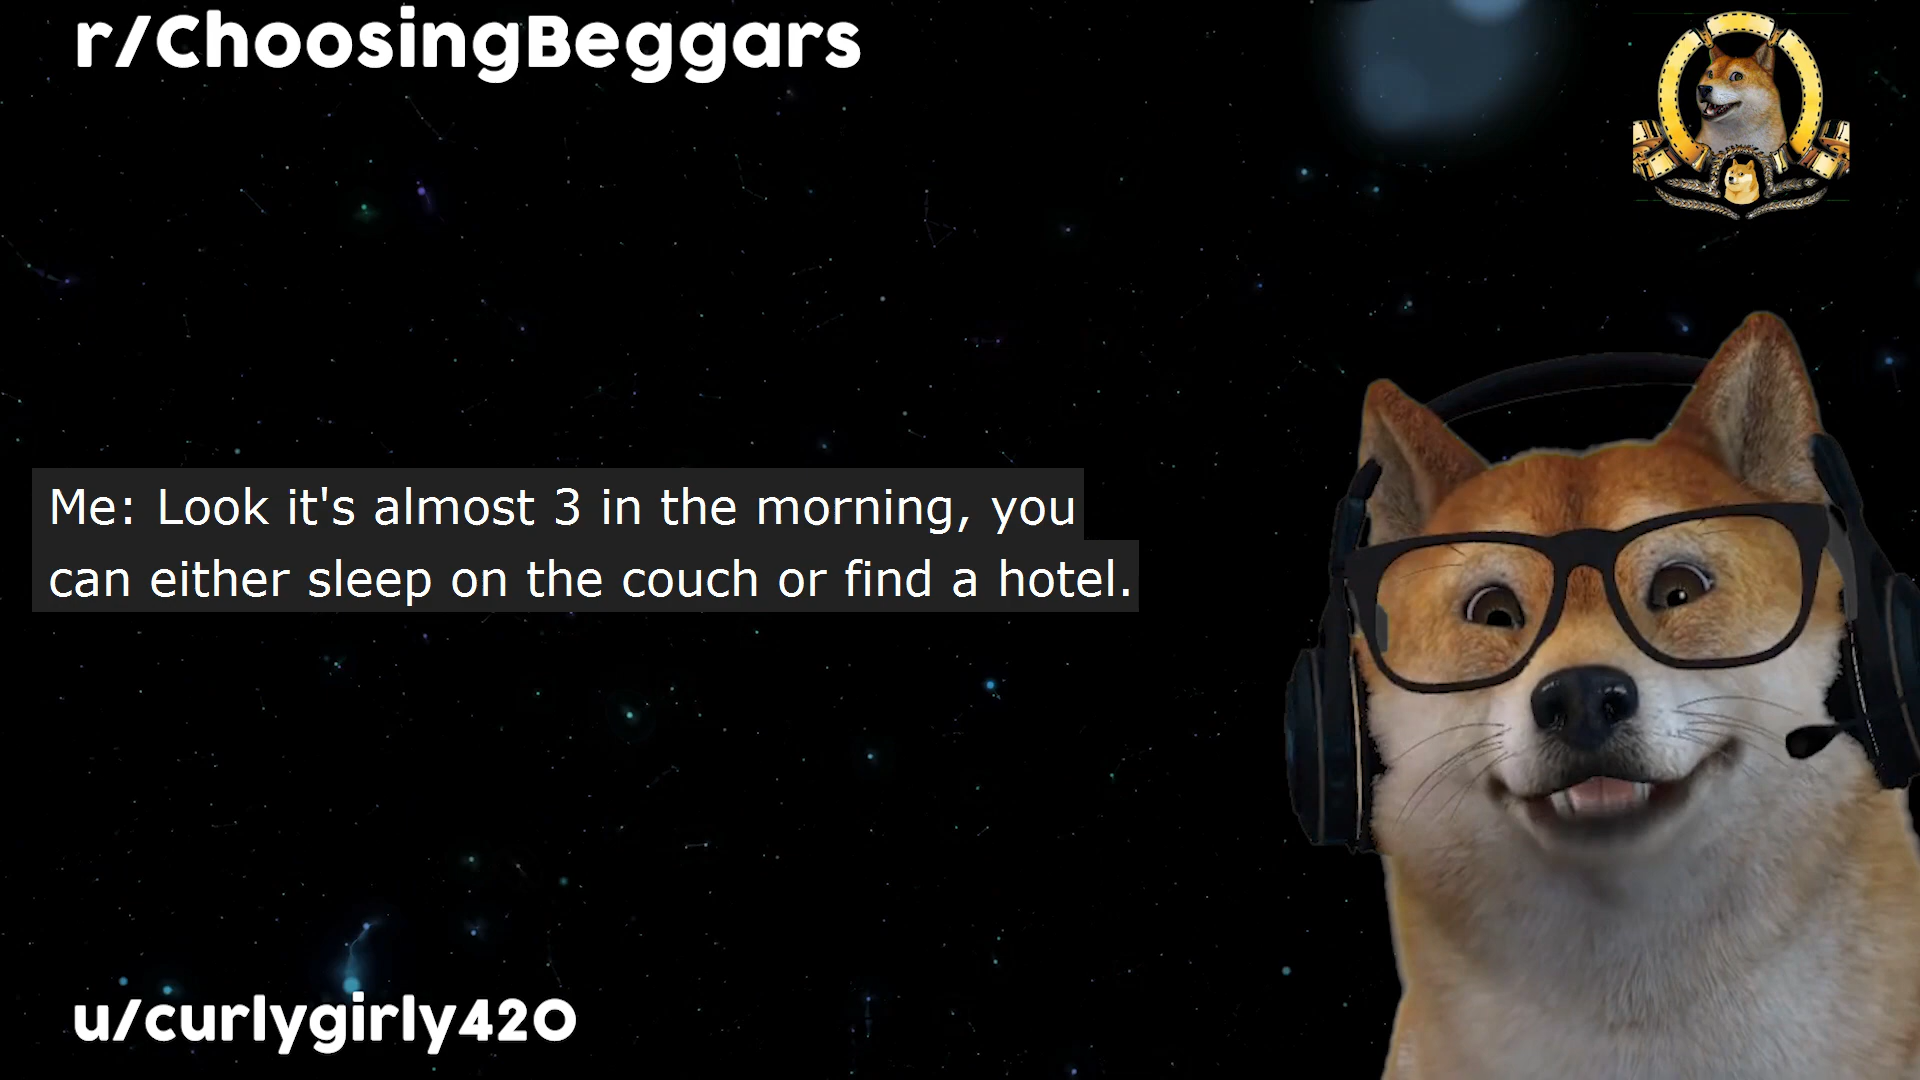 r/ChoosingBeggars
Me: Look it's almost 3 in the morning, you
can either sleep on the couch or find a hotel.
u/curlygirly420